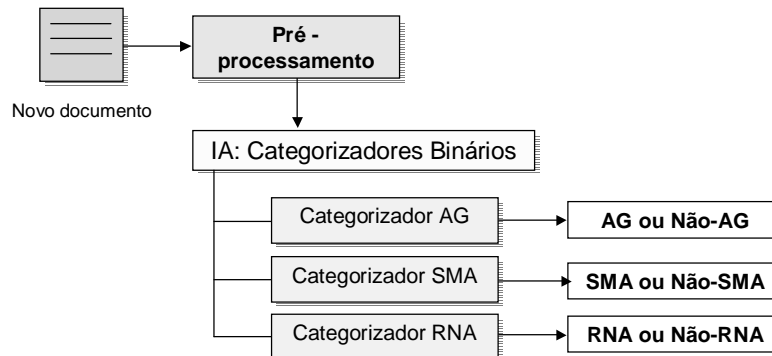 Pré -
processamento
Novo documento
IA: Categorizadores Binários
Categorizador AG
AG ou Não-AG
Categorizador SMA
SMA ou Não-SMA
Categorizador RNA
RNA ou Não-RNA